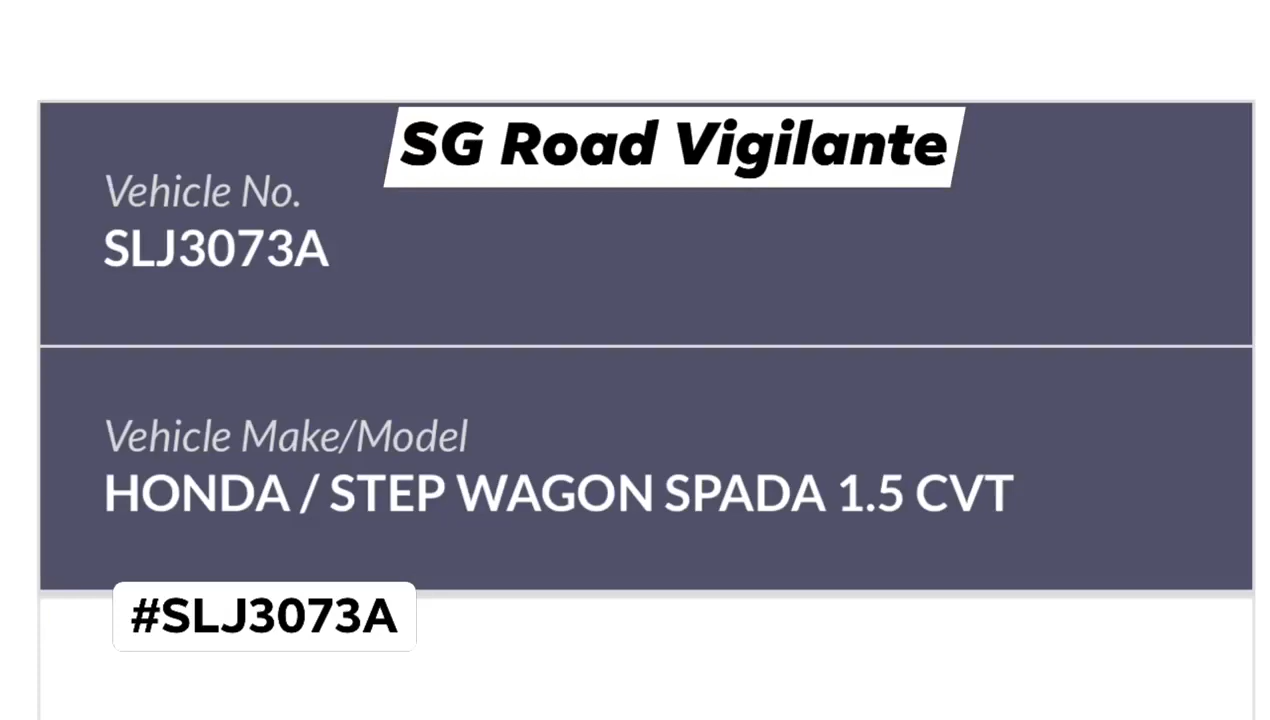 SG Road Vigilante
Vehicle No.
SLJ3073A
Vehicle Make/Model
HONDA / STEP WAGON SPADA 1.5 CVT
#SLJ3073A